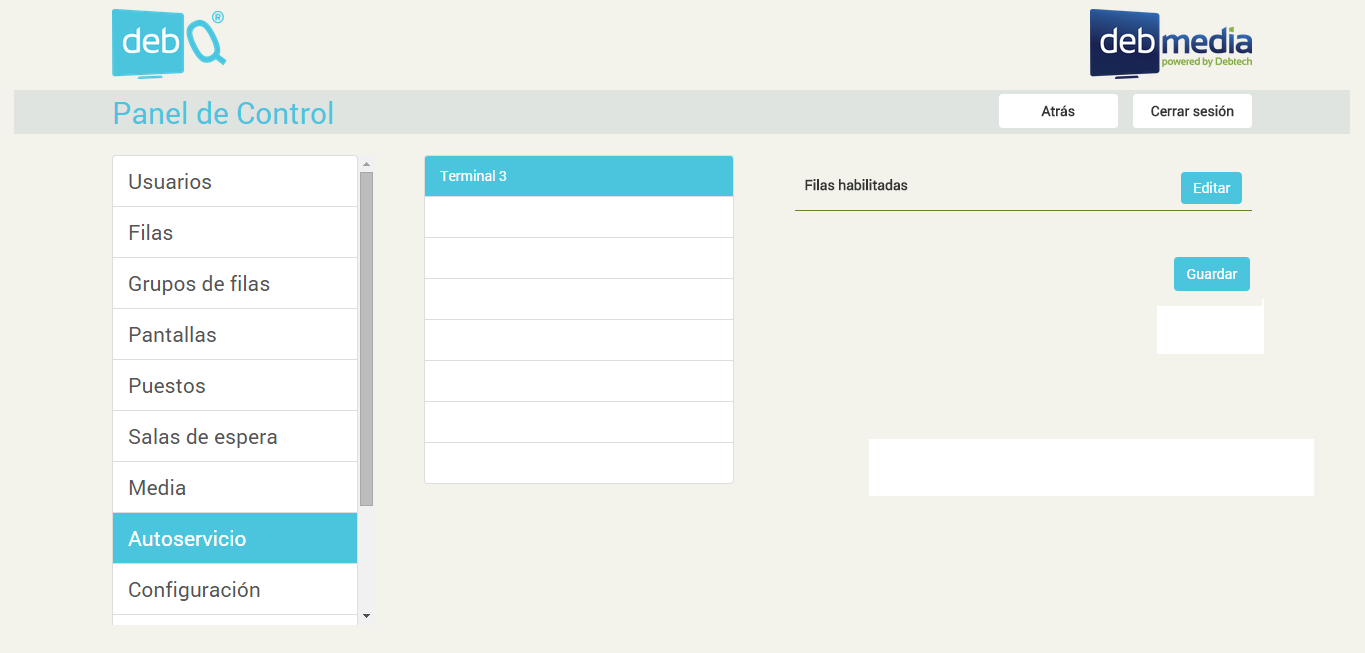 debQ®
debmedia
powered by Debtech
Panel de Control
Atrás
Cerrar sesión
Usuarios
Filas
Grupos de filas
Pantallas
Puestos
Salas de espera
Media
Autoservicio
Configuración
Terminal 3
Filas habilitadas
Editar
Guardar